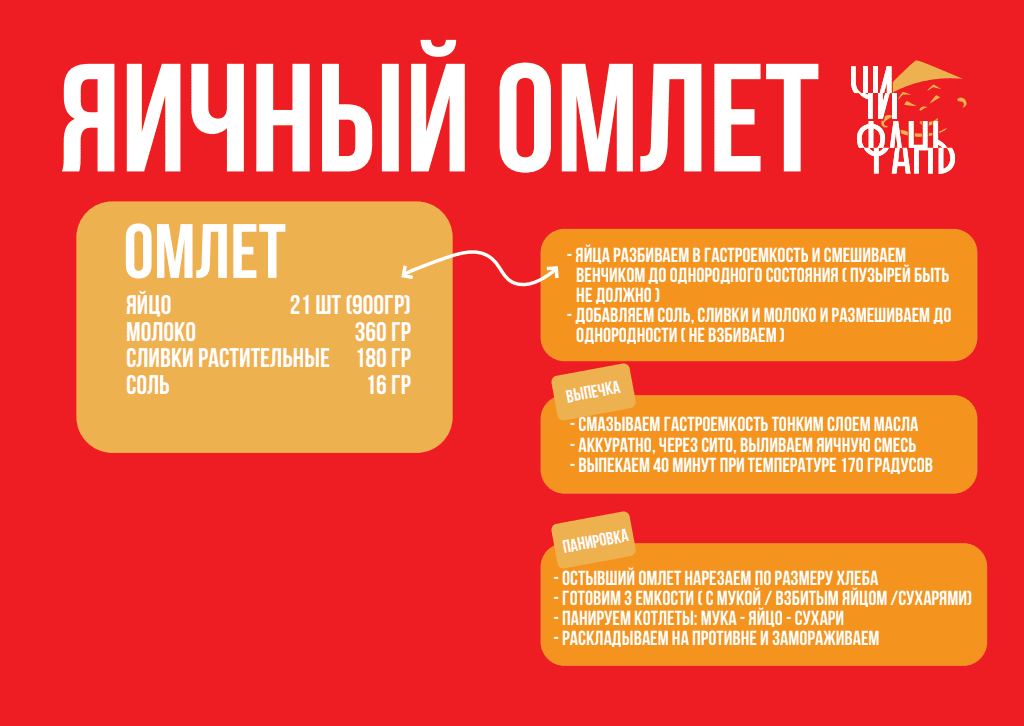 ЯИЧНЫЙ ОМЛЕТ
ЧИ
ФАНЬ
ОМЛЕТ
ЯЙЦО 21 ШТ (900ГР)
МОЛОКО 360 ГР
СЛИВКИ РАСТИТЕЛЬНЫЕ 180 ГР
СОЛЬ 16 ГР
- ЯЙЦА РАЗБИВАЕМ В ГАСТРОЕМКОСТЬ И СМЕШИВАЕМ
ВЕНЧИКОМ ДО ОДНОРОДНОГО СОСТОЯНИЯ ( ПУЗЫРЕЙ БЫТЬ
НЕ ДОЛЖНО )
- ДОБАВЛЯЕМ СОЛЬ, СЛИВКИ И МОЛОКО И РАЗМЕШИВАЕМ ДО
ОДНОРОДНОСТИ ( НЕ ВЗБИВАЕМ )
ВЫПЕЧКА
- СМАЗЫВАЕМ ГАСТРОЕМКОСТЬ ТОНКИМ СЛОЕМ МАСЛА
- АККУРАТНО, ЧЕРЕЗ СИТО, ВЫЛИВАЕМ ЯИЧНУЮ СМЕСЬ
- ВЫПЕКАЕМ 40 МИНУТ ПРИ ТЕМПЕРАТУРЕ 170 ГРАДУСОВ
ПАНИРОВКА
- ОСТЫВШИЙ ОМЛЕТ НАРЕЗАЕМ ПО РАЗМЕРУ ХЛЕБА
- ГОТОВИМ 3 ЕМКОСТИ ( С МУКОЙ / ВЗБИТЫМ ЯЙЦОМ /СУХАРЯМИ)
- ПАНИРУЕМ КОТЛЕТЫ: МУКА - ЯЙЦО - СУХАРИ
- РАСКЛАДЫВАЕМ НА ПРОТИВНЕ И ЗАМОРАЖИВАЕМ